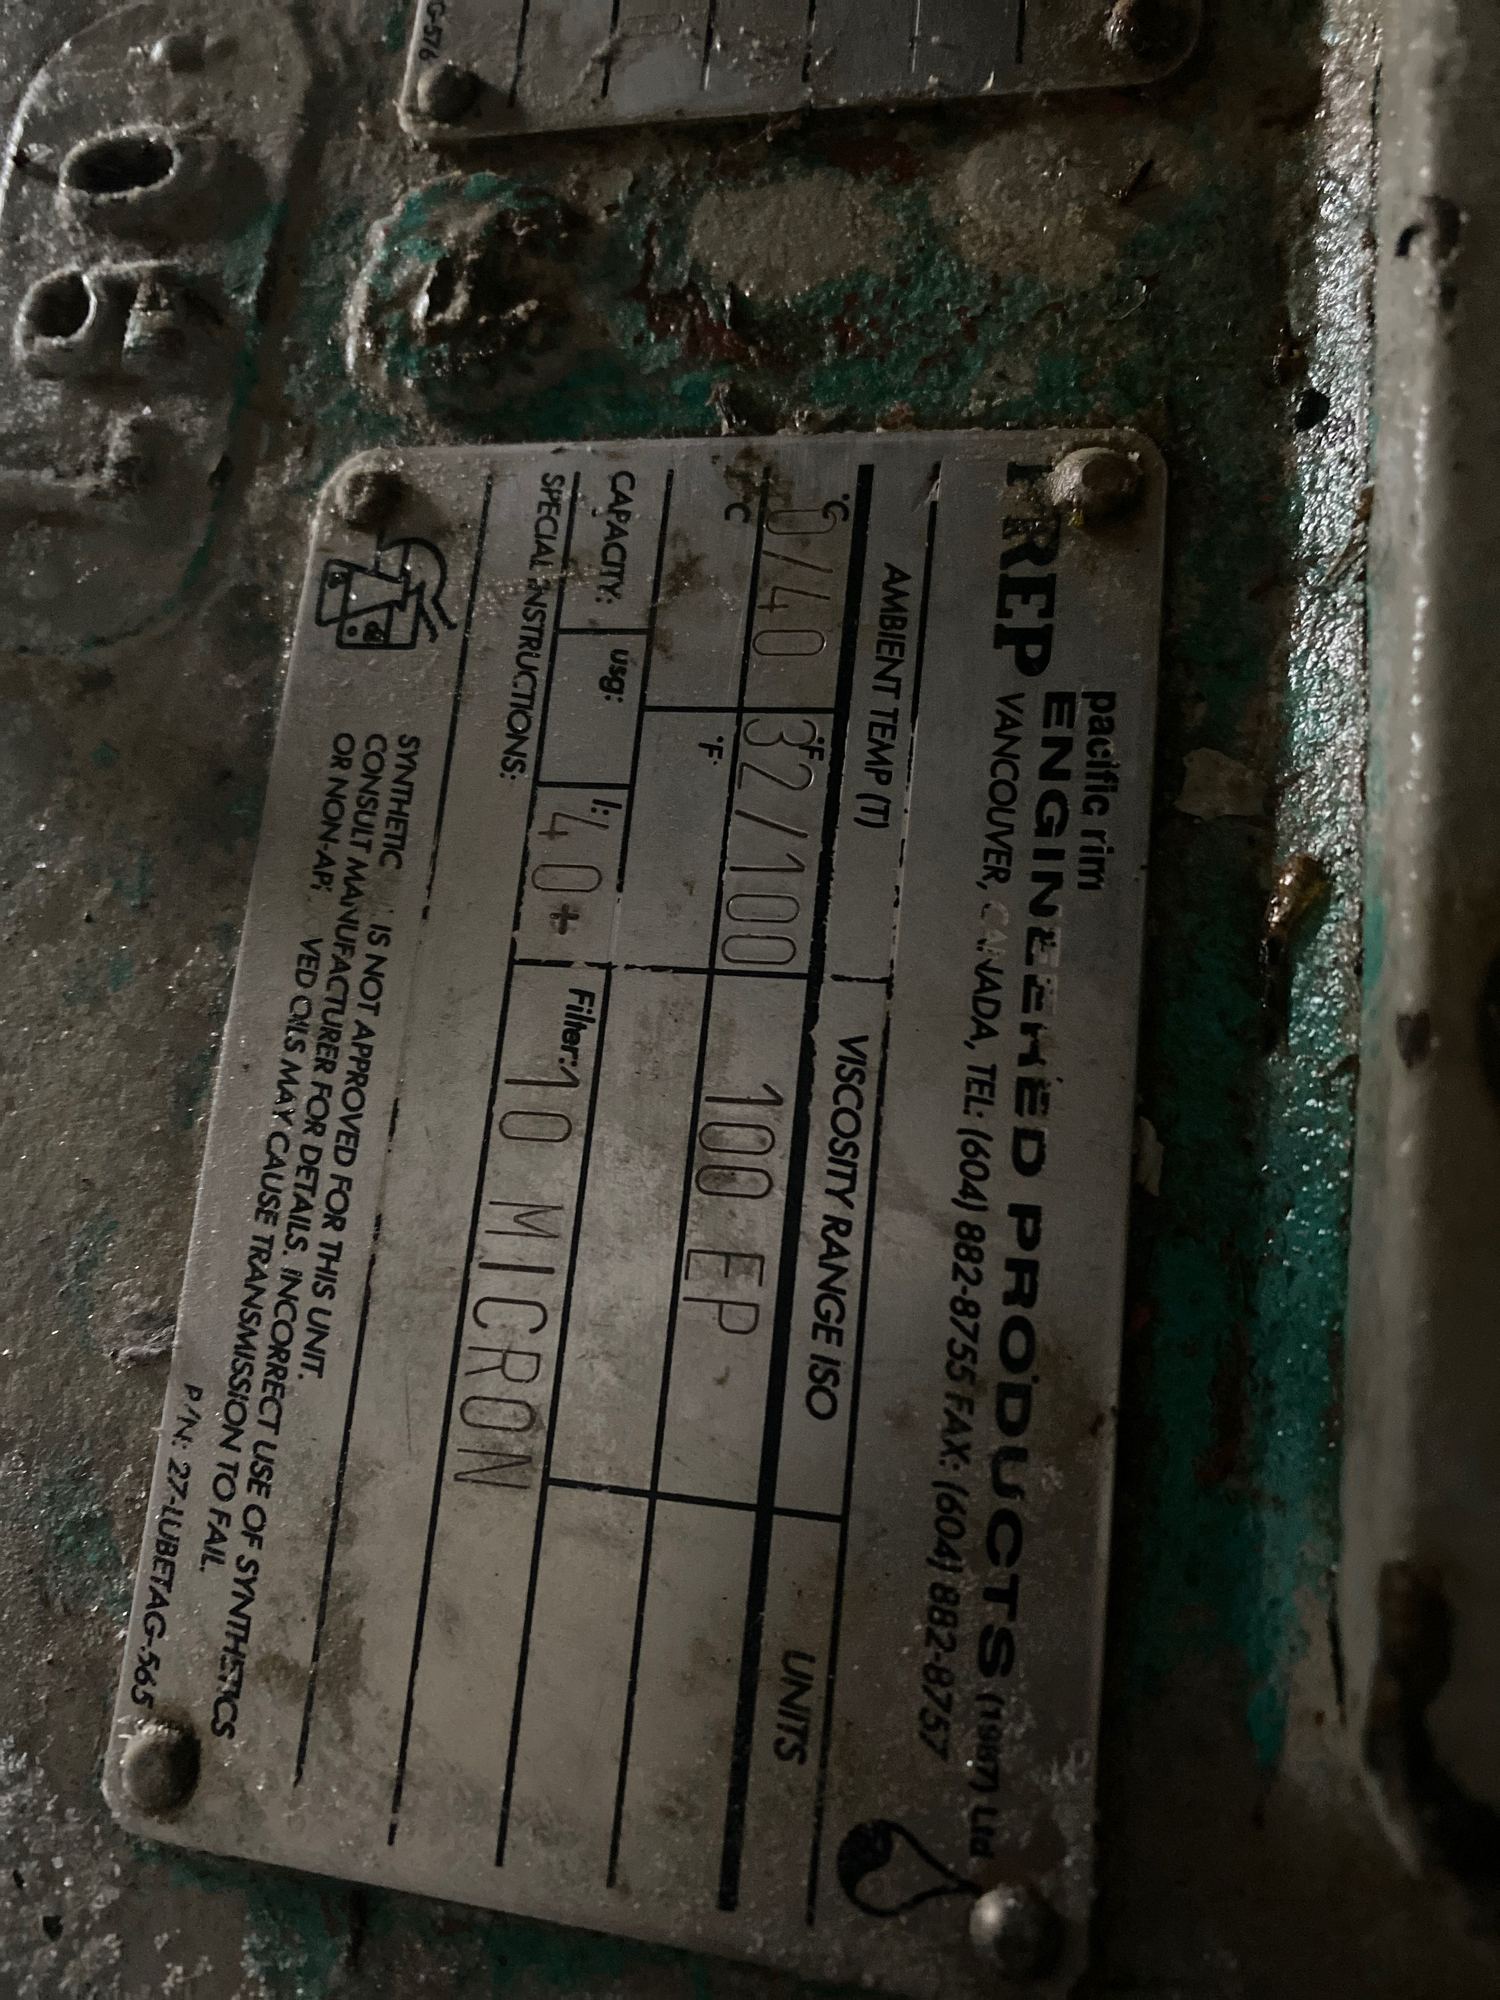 G-576
pacific rim
PREP ENGINEERED PRODUCTS (1987) Ltd
VANCOUVER, CANADA, TEL: (604) 882-8755 FAX: (604) 882-8757
AMBIENT TEMP (T) VISCOSITY RANGE ISO UNITS
°C 0/40 °F 32/100 100 EP
°C °F
CAPACITY: usg: l: 40+ Filter: 10 MICRON
SPECIAL INSTRUCTIONS:
SYNTHETIC IS NOT APPROVED FOR THIS UNIT.
CONSULT MANUFACTURER FOR DETAILS. INCORRECT USE OF SYNTHETICS
OR NON-AP VED OILS MAY CAUSE TRANSMISSION TO FAIL.
P/N: 27-LUBETAG-565